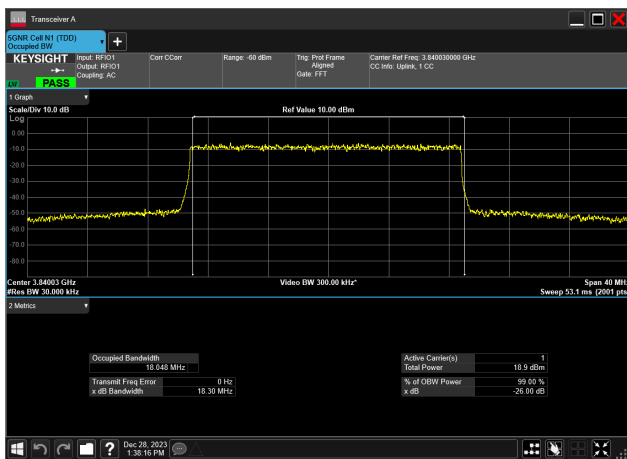 Transceiver A
5GNR Cell N1 (TDD)
Occupied BW
+
KEYSIGHT
Input: RFIO1
Output: RFIO1
Coupling: AC
Corr CCorr
Range: -60 dBm
Trig: Prot Frame
Aligned
Gate: FFT
Carrier Ref Freq: 3.840030000 GHz
CC Info: Uplink, 1 CC
PASS
1 Graph
Scale/Div 10.0 dB
Ref Value 10.00 dBm
Log
0.00
-10.0
-20.0
-30.0
-40.0
-50.0
-60.0
-70.0
-80.0
Center 3.84003 GHz
Video BW 300.00 kHz*
Span 40 MH
#Res BW 30.000 kHz
Sweep 53.1 ms (2001 pts
2 Metrics
Occupied Bandwidth
18.048 MHz
Transmit Freq Error 0 Hz
x dB Bandwidth 18.30 MHz
Active Carrier(s) 1
Total Power 18.9 dBm
% of OBW Power 99.00 %
x dB -26.00 dB
?
Dec 28, 2023
1:38:16 PM